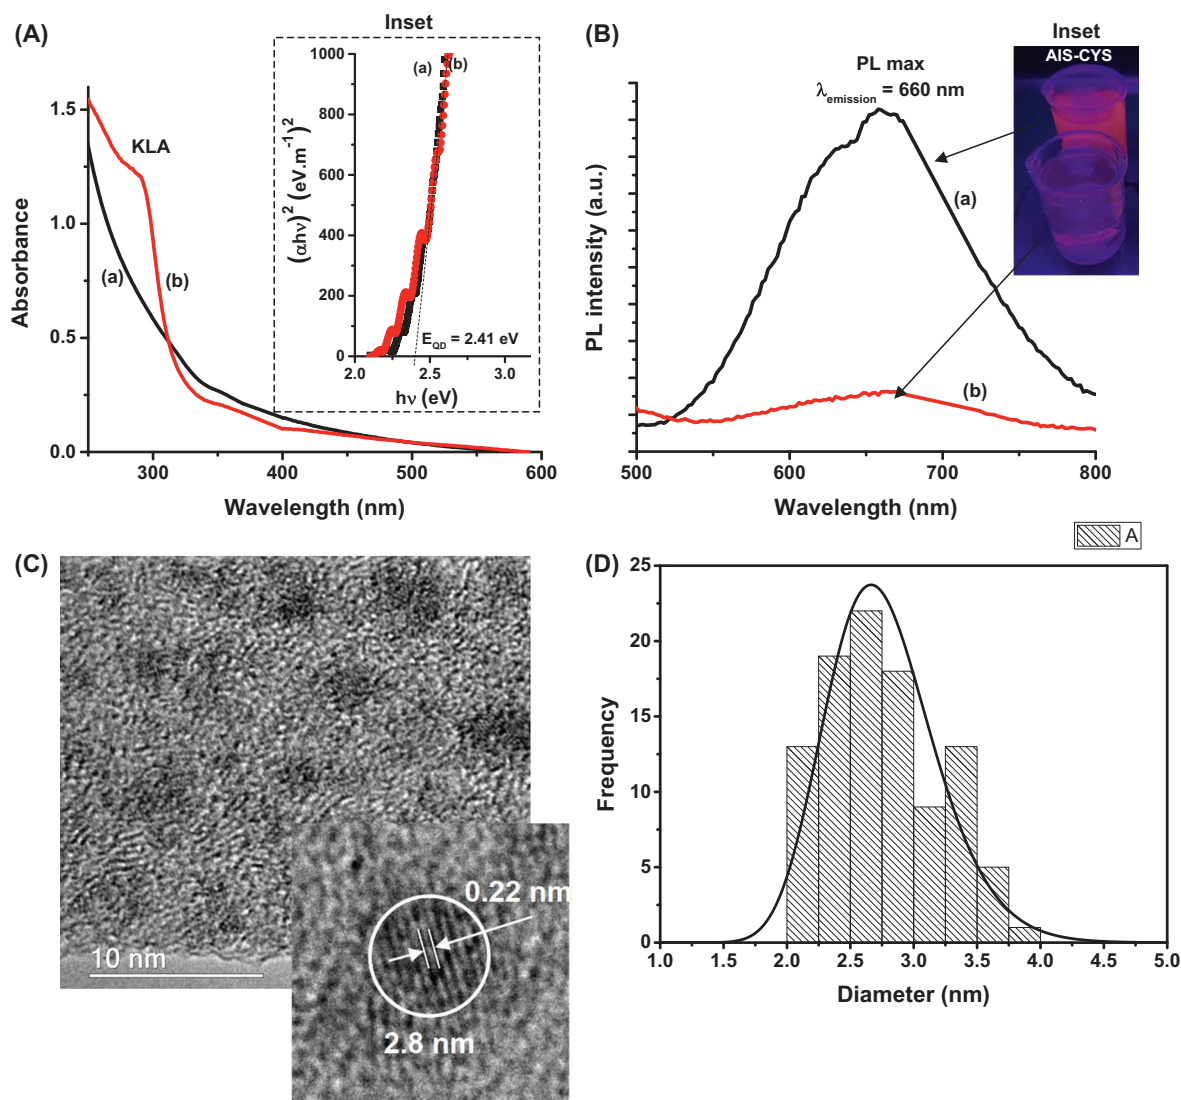 (A)
Inset
1000
800
600
400
200
0
(αhν)² (eV.m⁻¹)²
(a)
(b)
E_QD = 2.41 eV
2.0
2.5
3.0
hν (eV)
1.5
1.0
0.5
0.0
Absorbance
KLA
(a)
(b)
300
400
500
600
Wavelength (nm)
(B)
Inset
AIS-CYS
PL max
λ_emission = 660 nm
(a)
(b)
PL intensity (a.u.)
500
600
700
800
Wavelength (nm)
(C)
10 nm
0.22 nm
2.8 nm
A
(D)
25
20
15
10
5
0
Frequency
1.0
1.5
2.0
2.5
3.0
3.5
4.0
4.5
5.0
Diameter (nm)